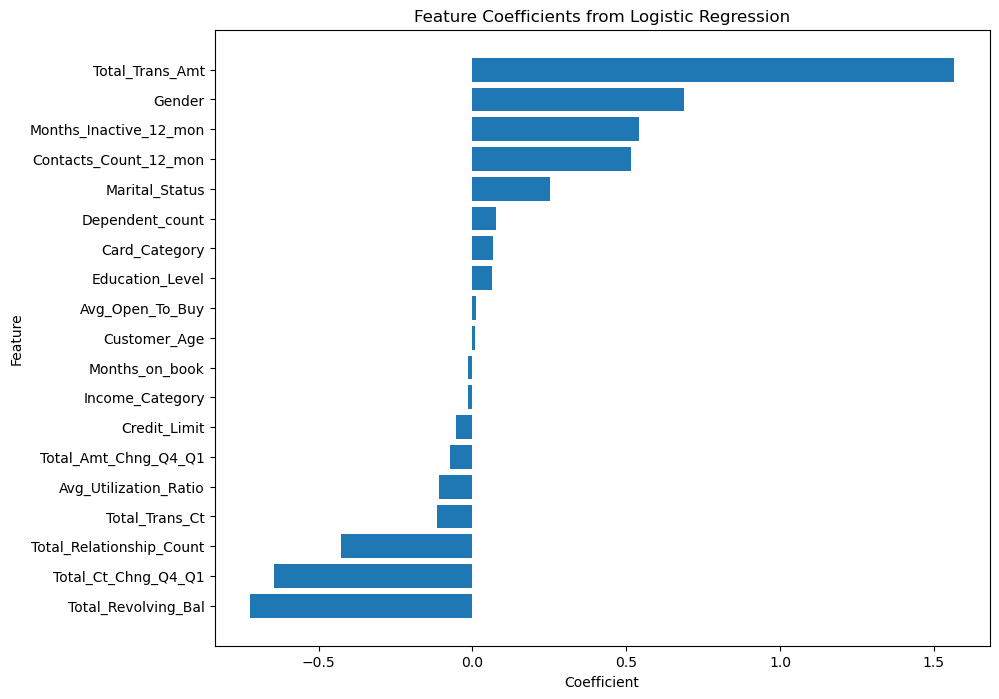 Feature Coefficients from Logistic Regression
Total_Trans_Amt
Gender
Months_Inactive_12_mon
Contacts_Count_12_mon
Marital_Status
Dependent_count
Card_Category
Education_Level
Avg_Open_To_Buy
Customer_Age
Months_on_book
Income_Category
Credit_Limit
Total_Amt_Chng_Q4_Q1
Avg_Utilization_Ratio
Total_Trans_Ct
Total_Relationship_Count
Total_Ct_Chng_Q4_Q1
Total_Revolving_Bal
Feature
−0.5 0.0 0.5 1.0 1.5
Coefficient